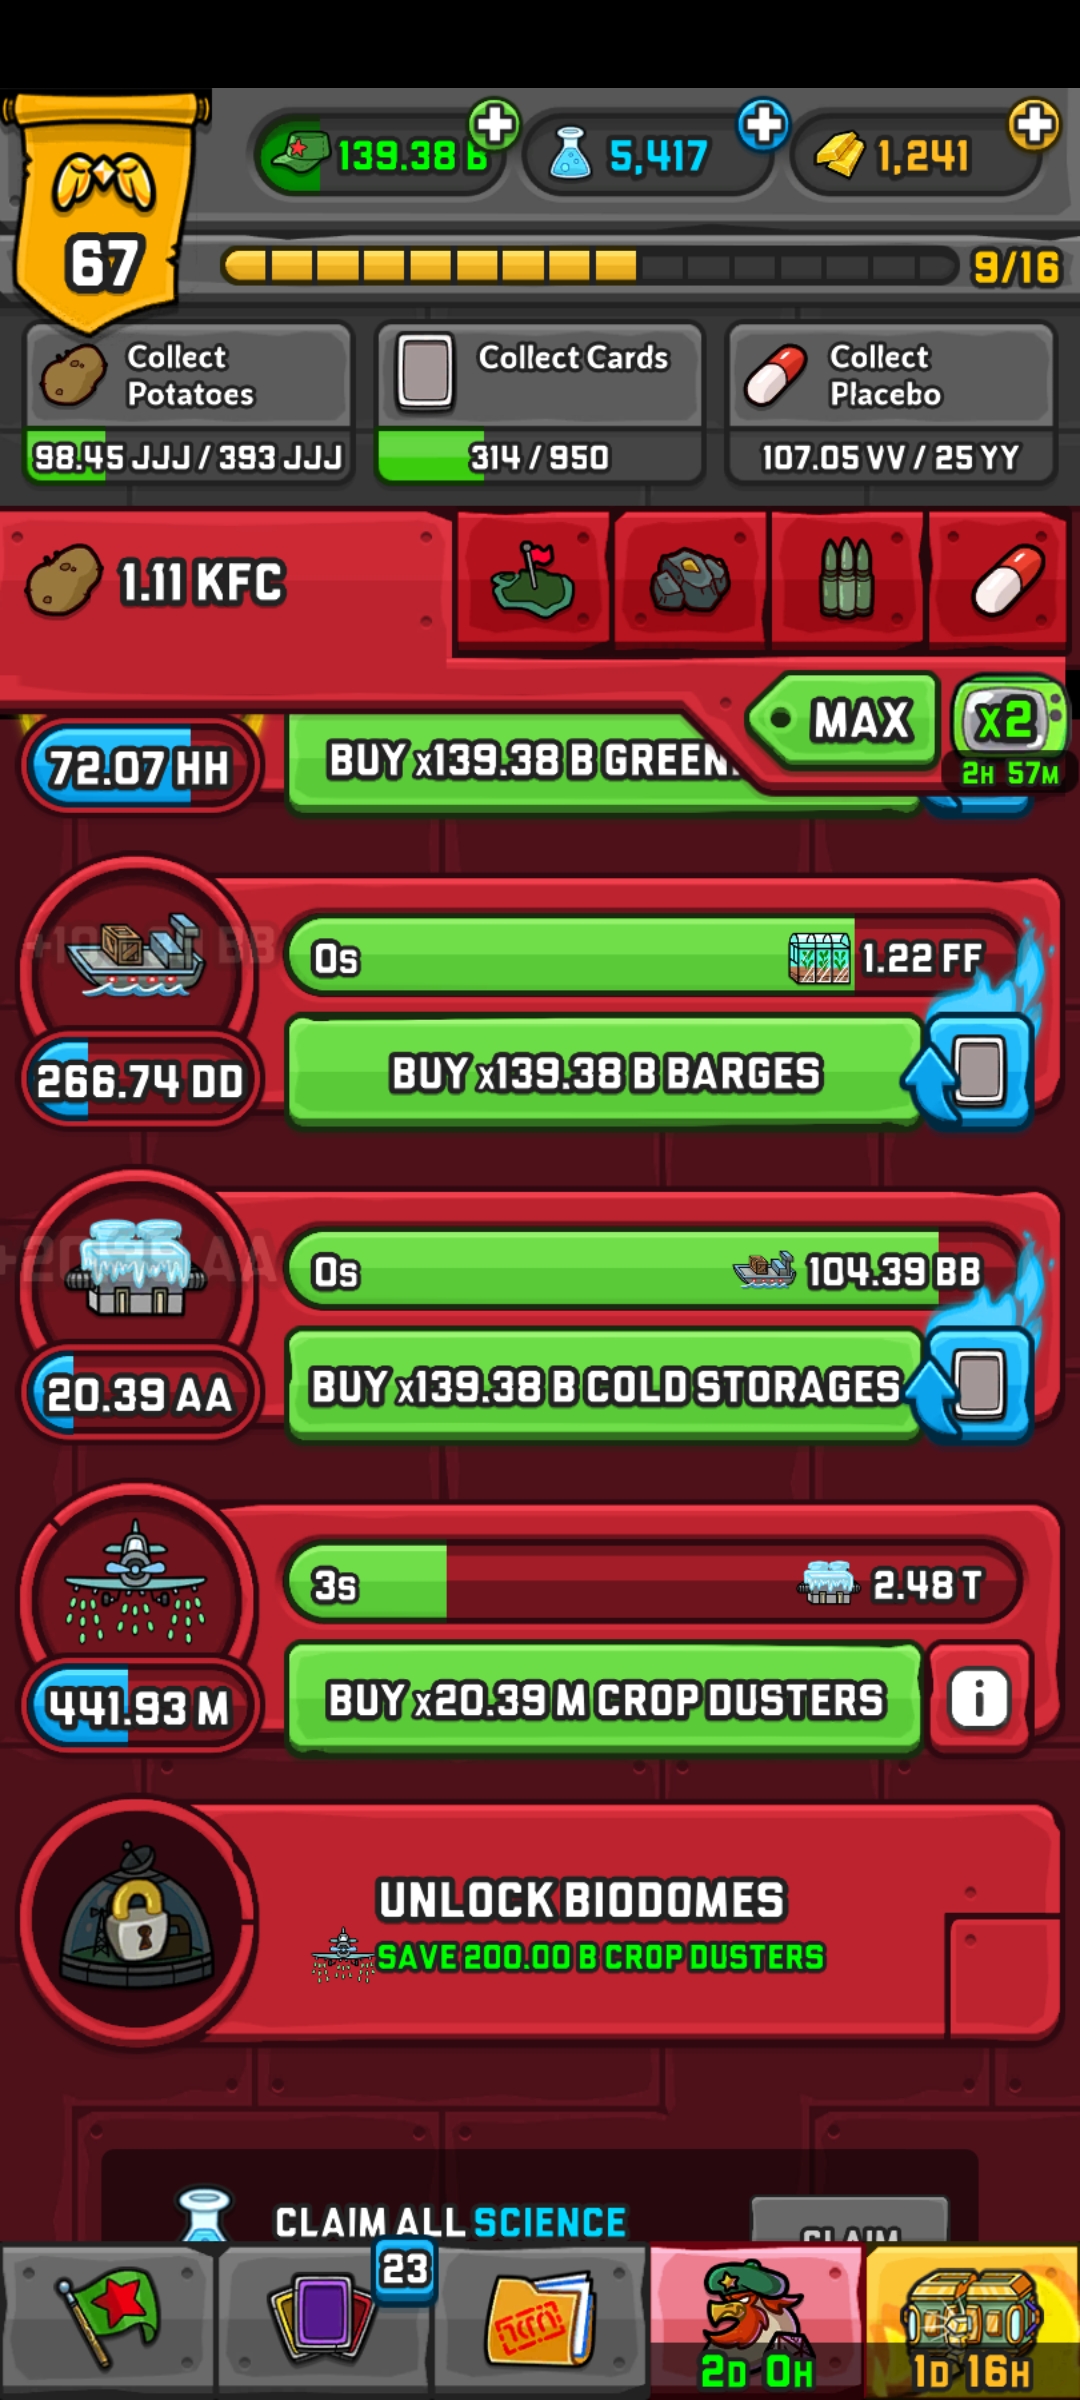 139.38 B
5,417
1,241
67
9/16
Collect
Potatoes
98.45 JJJ / 393 JJJ
Collect Cards
314 / 950
Collect
Placebo
107.05 VV / 25 YY
1.11 KFC
MAX
x2
2H 57M
72.07 HH
BUY x139.38 B GREEN
0s
1.22 FF
266.74 DD
BUY x139.38 B BARGES
0s
104.39 BB
20.39 AA
BUY x139.38 B COLD STORAGES
3s
2.48 T
441.93 M
BUY x20.39 M CROP DUSTERS
i
UNLOCK BIODOMES
SAVE 200.00 B CROP DUSTERS
CLAIM ALL SCIENCE
CLAIM
23
2D 0H
1D 16H